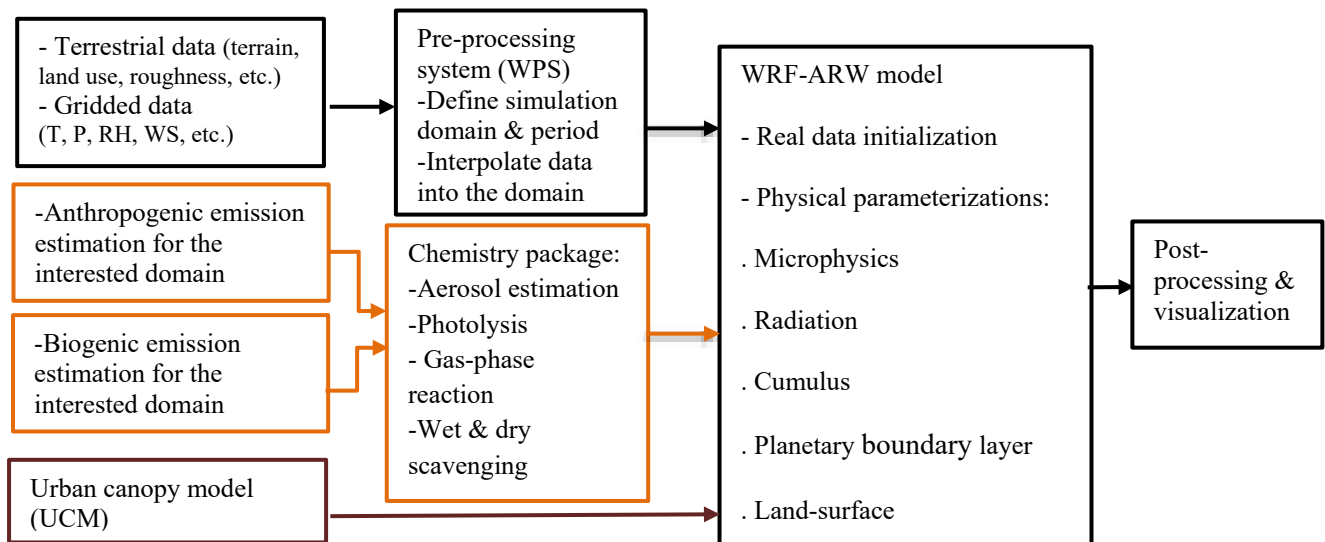 - Terrestrial data (terrain,
land use, roughness, etc.)
- Gridded data
(T, P, RH, WS, etc.)
Pre-processing
system (WPS)
-Define simulation
domain & period
-Interpolate data
into the domain
-Anthropogenic emission
estimation for the
interested domain
-Biogenic emission
estimation for the
interested domain
Chemistry package:
-Aerosol estimation
-Photolysis
- Gas-phase
reaction
-Wet & dry
scavenging
Urban canopy model
(UCM)
WRF-ARW model
- Real data initialization
- Physical parameterizations:
. Microphysics
. Radiation
. Cumulus
. Planetary boundary layer
. Land-surface
Post-
processing &
visualization